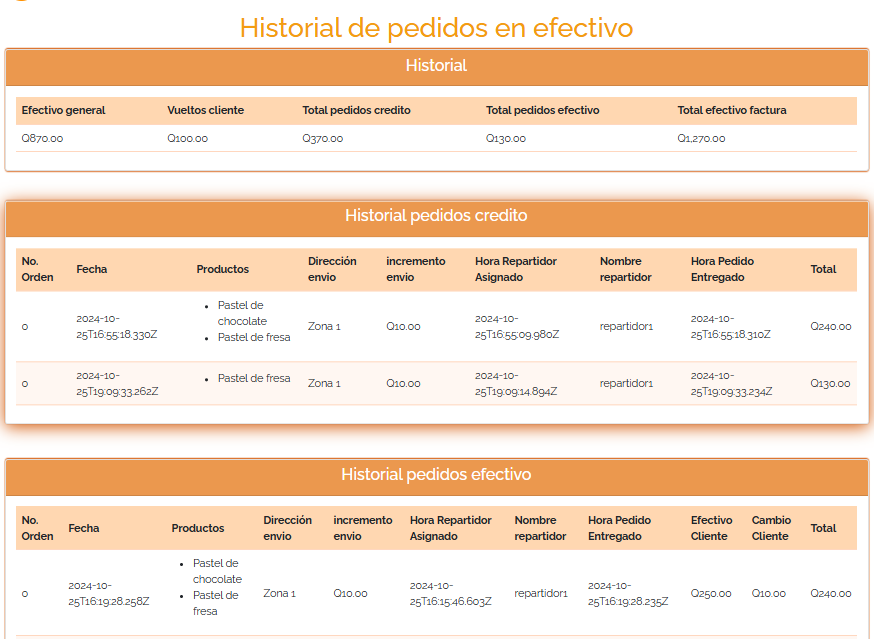 Historial de pedidos en efectivo
Historial
Efectivo general Vueltos cliente Total pedidos credito Total pedidos efectivo Total efectivo factura
Q870.00 Q100.00 Q370.00 Q130.00 Q1,270.00
Historial pedidos credito
No. Orden Fecha Productos Dirección envio incremento envio Hora Repartidor Asignado Nombre repartidor Hora Pedido Entregado Total
0 2024-10-25T16:55:18.330Z • Pastel de chocolate • Pastel de fresa Zona 1 Q10.00 2024-10-25T16:55:09.980Z repartidor1 2024-10-25T16:55:18.310Z Q240.00
0 2024-10-25T19:09:33.262Z • Pastel de fresa Zona 1 Q10.00 2024-10-25T19:09:14.894Z repartidor1 2024-10-25T19:09:33.234Z Q130.00
Historial pedidos efectivo
No. Orden Fecha Productos Dirección envio incremento envio Hora Repartidor Asignado Nombre repartidor Hora Pedido Entregado Efectivo Cliente Cambio Cliente Total
0 2024-10-25T16:19:28.258Z • Pastel de chocolate • Pastel de fresa Zona 1 Q10.00 2024-10-25T16:15:46.603Z repartidor1 2024-10-25T16:19:28.235Z Q250.00 Q10.00 Q240.00